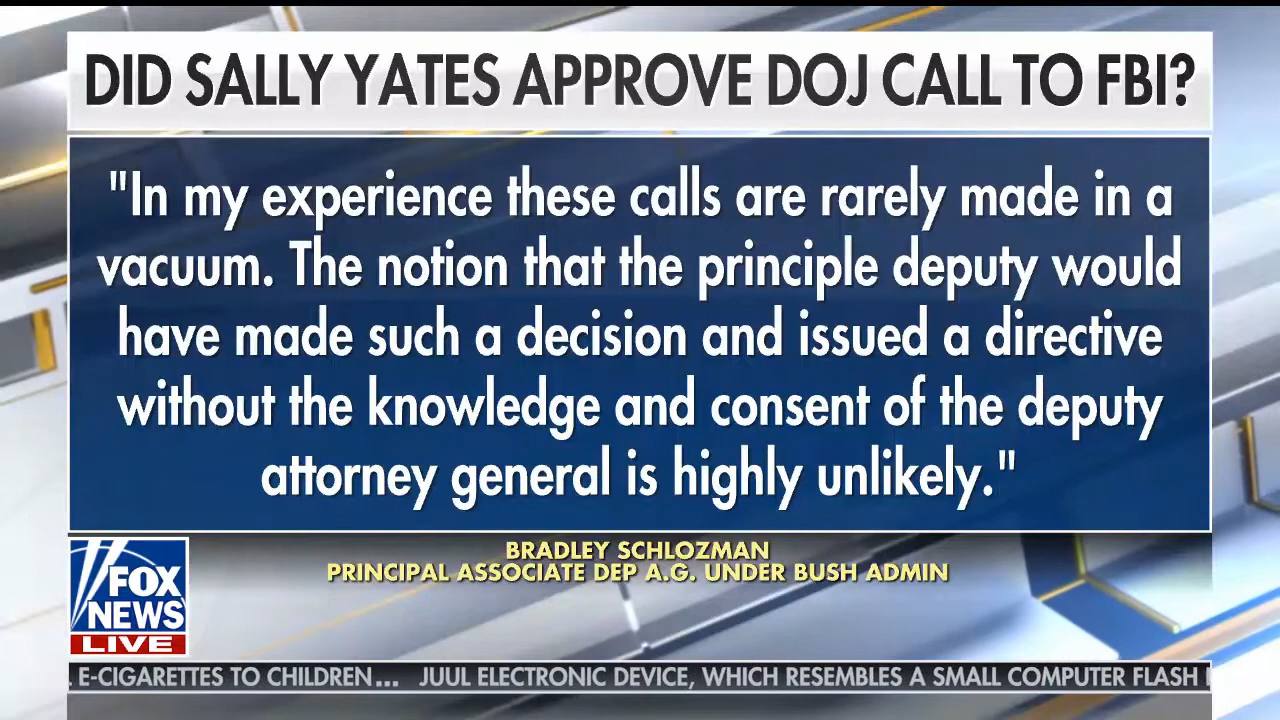 DID SALLY YATES APPROVE DOJ CALL TO FBI?
"In my experience these calls are rarely made in a
vacuum. The notion that the principle deputy would
have made such a decision and issued a directive
without the knowledge and consent of the deputy
attorney general is highly unlikely."
BRADLEY SCHLOZMAN
PRINCIPAL ASSOCIATE DEP A.G. UNDER BUSH ADMIN
FOX
NEWS
LIVE
E-CIGARETTES TO CHILDREN... JUUL ELECTRONIC DEVICE, WHICH RESEMBLES A SMALL COMPUTER FLASH